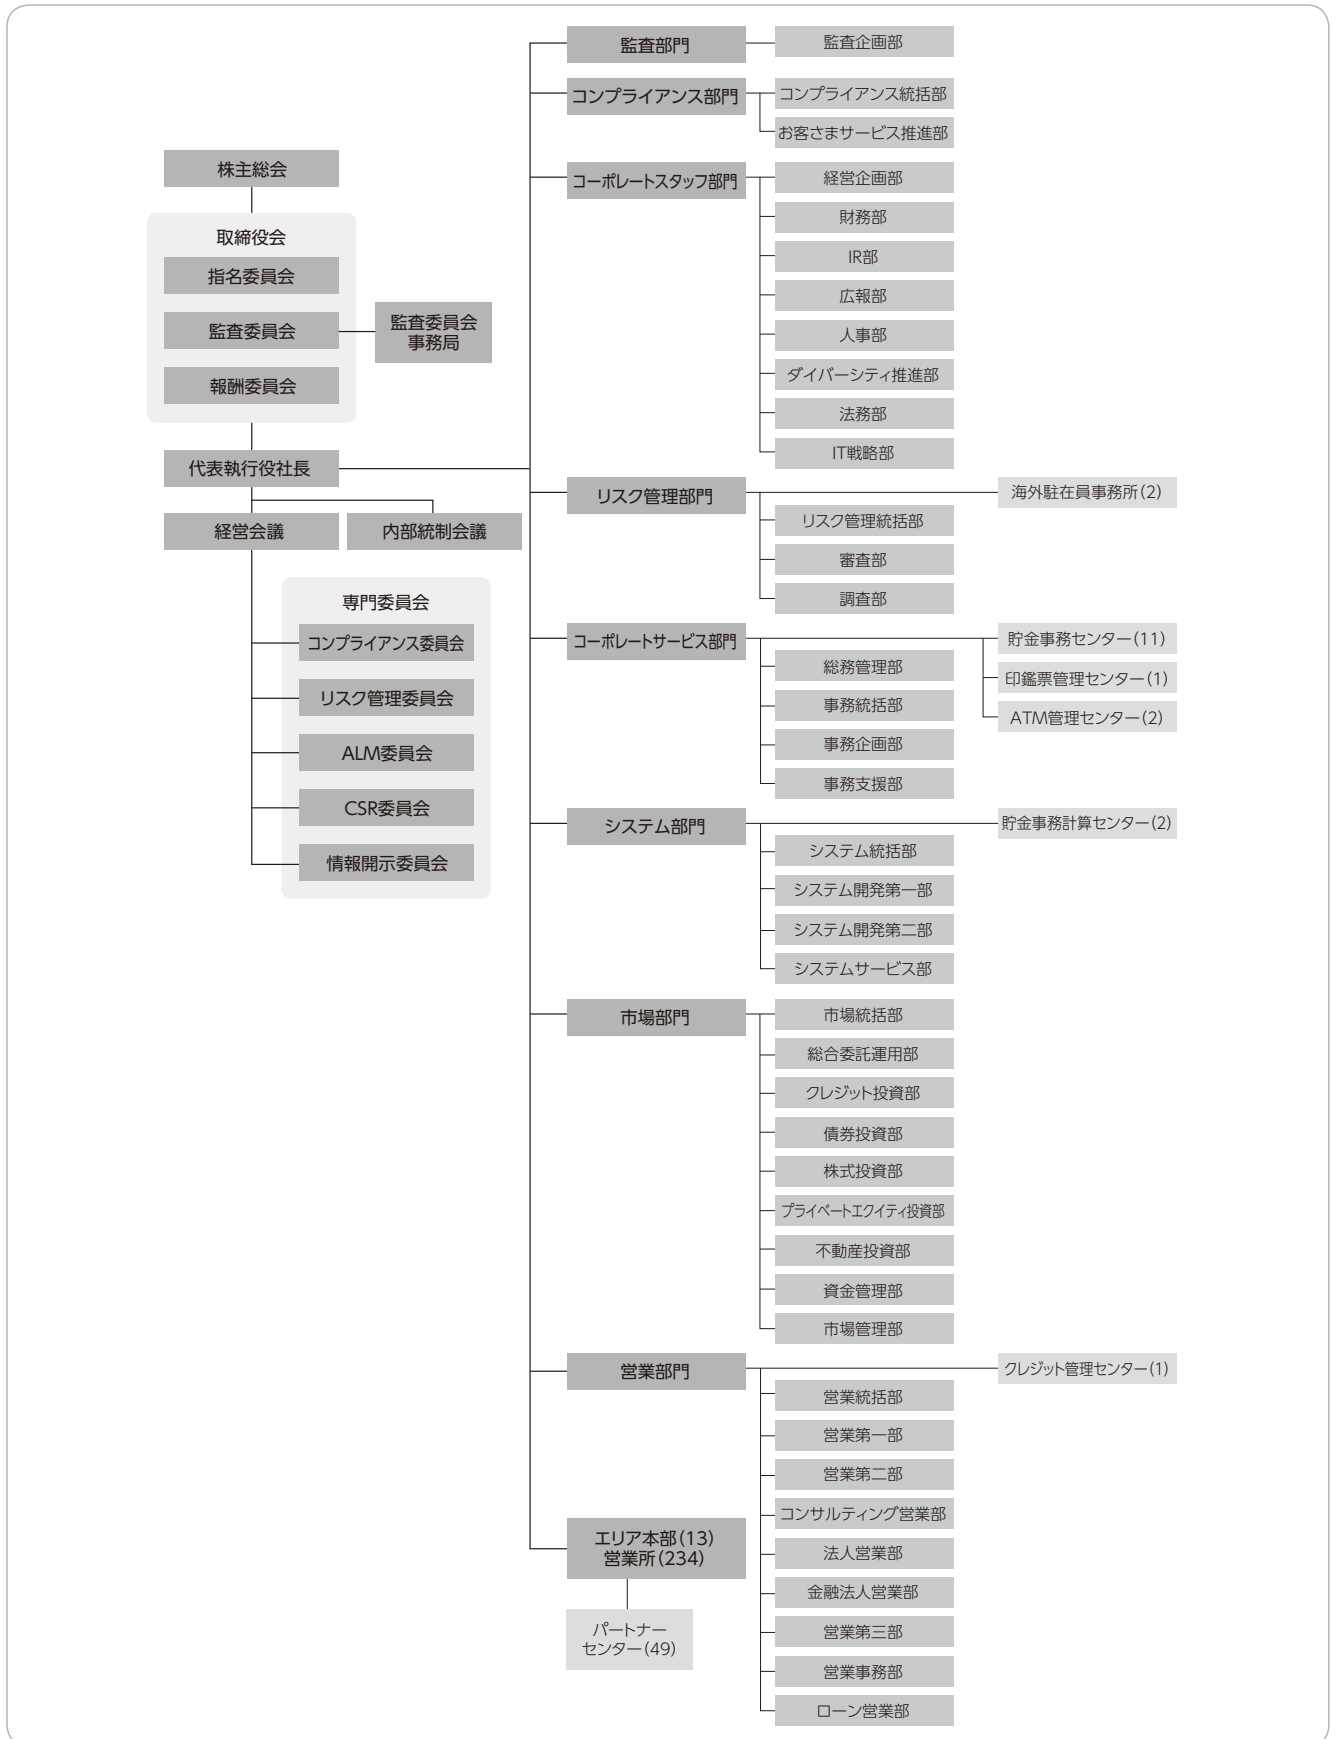 株主総会
取締役会
指名委員会
監査委員会
監査委員会
事務局
報酬委員会
代表執行役社長
経営会議
内部統制会議
専門委員会
コンプライアンス委員会
リスク管理委員会
ALM委員会
CSR委員会
情報開示委員会
監査部門
監査企画部
コンプライアンス部門
コンプライアンス統括部
お客さまサービス推進部
コーポレートスタッフ部門
経営企画部
財務部
IR部
広報部
人事部
ダイバーシティ推進部
法務部
IT戦略部
リスク管理部門
海外駐在員事務所(2)
リスク管理統括部
審査部
調査部
コーポレートサービス部門
貯金事務センター(11)
印鑑票管理センター(1)
ATM管理センター(2)
総務管理部
事務統括部
事務企画部
事務支援部
システム部門
貯金事務計算センター(2)
システム統括部
システム開発第一部
システム開発第二部
システムサービス部
市場部門
市場統括部
総合委託運用部
クレジット投資部
債券投資部
株式投資部
プライベートエクイティ投資部
不動産投資部
資金管理部
市場管理部
営業部門
クレジット管理センター(1)
営業統括部
営業第一部
営業第二部
コンサルティング営業部
法人営業部
金融法人営業部
営業第三部
営業事務部
ローン営業部
エリア本部(13)
営業所(234)
パートナー
センター(49)